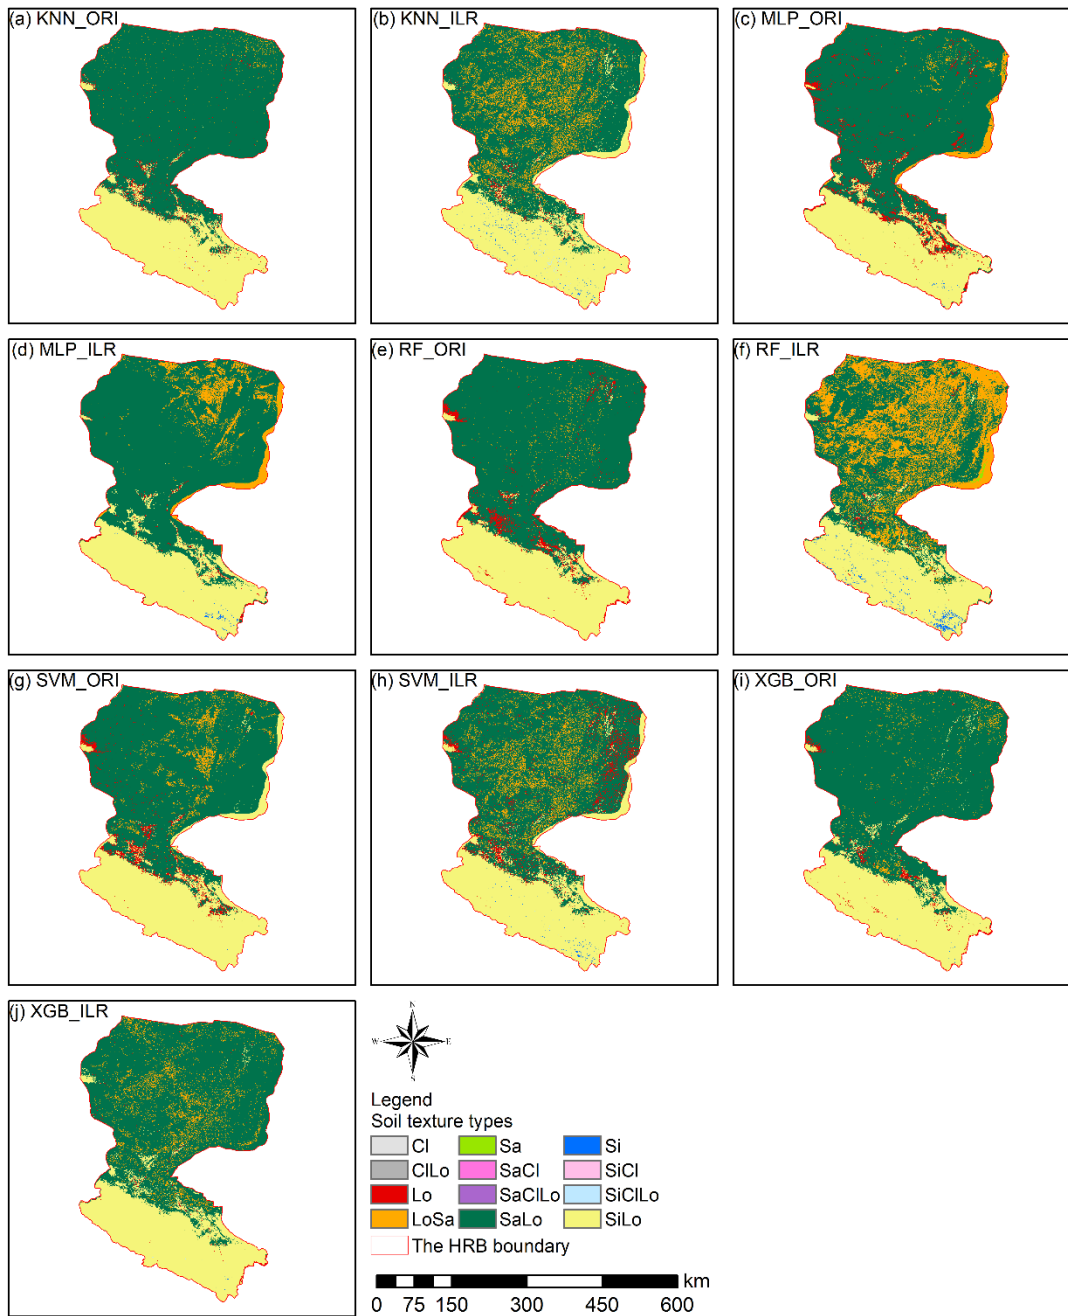 (a) KNN_ORI
(b) KNN_ILR
(c) MLP_ORI
(d) MLP_ILR
(e) RF_ORI
(f) RF_ILR
(g) SVM_ORI
(h) SVM_ILR
(i) XGB_ORI
(j) XGB_ILR
N
W E
S
Legend
Soil texture types
Cl Sa Si
ClLo SaCl SiCl
Lo SaClLo SiClLo
LoSa SaLo SiLo
The HRB boundary
km
0 75 150 300 450 600